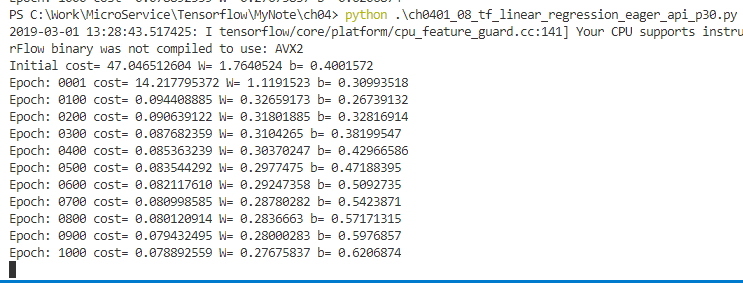 PS C:\Work\MicroService\Tensorflow\MyNote\ch04> python .\ch0401_08_tf_linear_regression_eager_api_p30.py
2019-03-01 13:28:43.517425: I tensorflow/core/platform/cpu_feature_guard.cc:141] Your CPU supports instru
rFlow binary was not compiled to use: AVX2
Initial cost= 47.046512604 W= 1.7640524 b= 0.4001572
Epoch: 0001 cost= 14.217795372 W= 1.1191523 b= 0.30993518
Epoch: 0100 cost= 0.094408885 W= 0.32659173 b= 0.26739132
Epoch: 0200 cost= 0.090639122 W= 0.31801885 b= 0.32816914
Epoch: 0300 cost= 0.087682359 W= 0.3104265 b= 0.38199547
Epoch: 0400 cost= 0.085363239 W= 0.30370247 b= 0.42966586
Epoch: 0500 cost= 0.083544292 W= 0.2977475 b= 0.47188395
Epoch: 0600 cost= 0.082117610 W= 0.29247358 b= 0.5092735
Epoch: 0700 cost= 0.080998585 W= 0.28780282 b= 0.5423871
Epoch: 0800 cost= 0.080120914 W= 0.2836663 b= 0.57171315
Epoch: 0900 cost= 0.079432495 W= 0.28000283 b= 0.5976857
Epoch: 1000 cost= 0.078892559 W= 0.27675837 b= 0.6206874